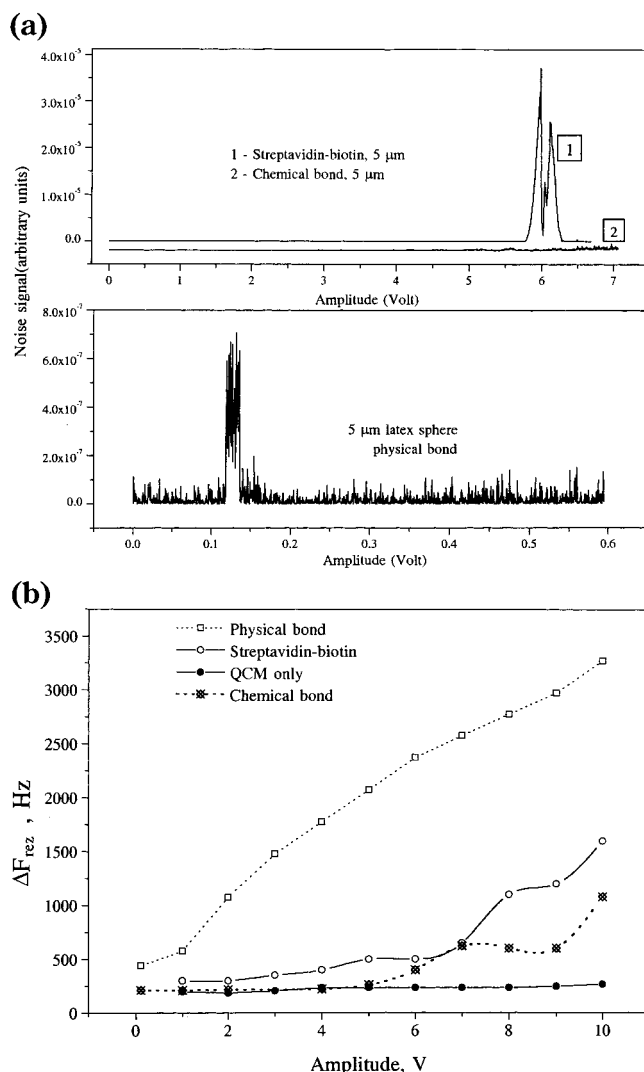 (a)
Noise signal(arbitrary units)
4.0x10⁻⁵
3.0x10⁻⁵
2.0x10⁻⁵
1.0x10⁻⁵
0.0
1 - Streptavidin-biotin, 5 μm
2 - Chemical bond, 5 μm
1
2
0 1 2 3 4 5 6 7
Amplitude (Volt)
8.0x10⁻⁷
6.0x10⁻⁷
4.0x10⁻⁷
2.0x10⁻⁷
0.0
5 μm latex sphere
physical bond
0.0 0.1 0.2 0.3 0.4 0.5 0.6
Amplitude (Volt)
(b)
Physical bond
Streptavidin-biotin
QCM only
Chemical bond
3500
3250
2500
2000
1500
1000
500
250
0
ΔF rez , Hz
0 2 4 6 8 10
Amplitude, V